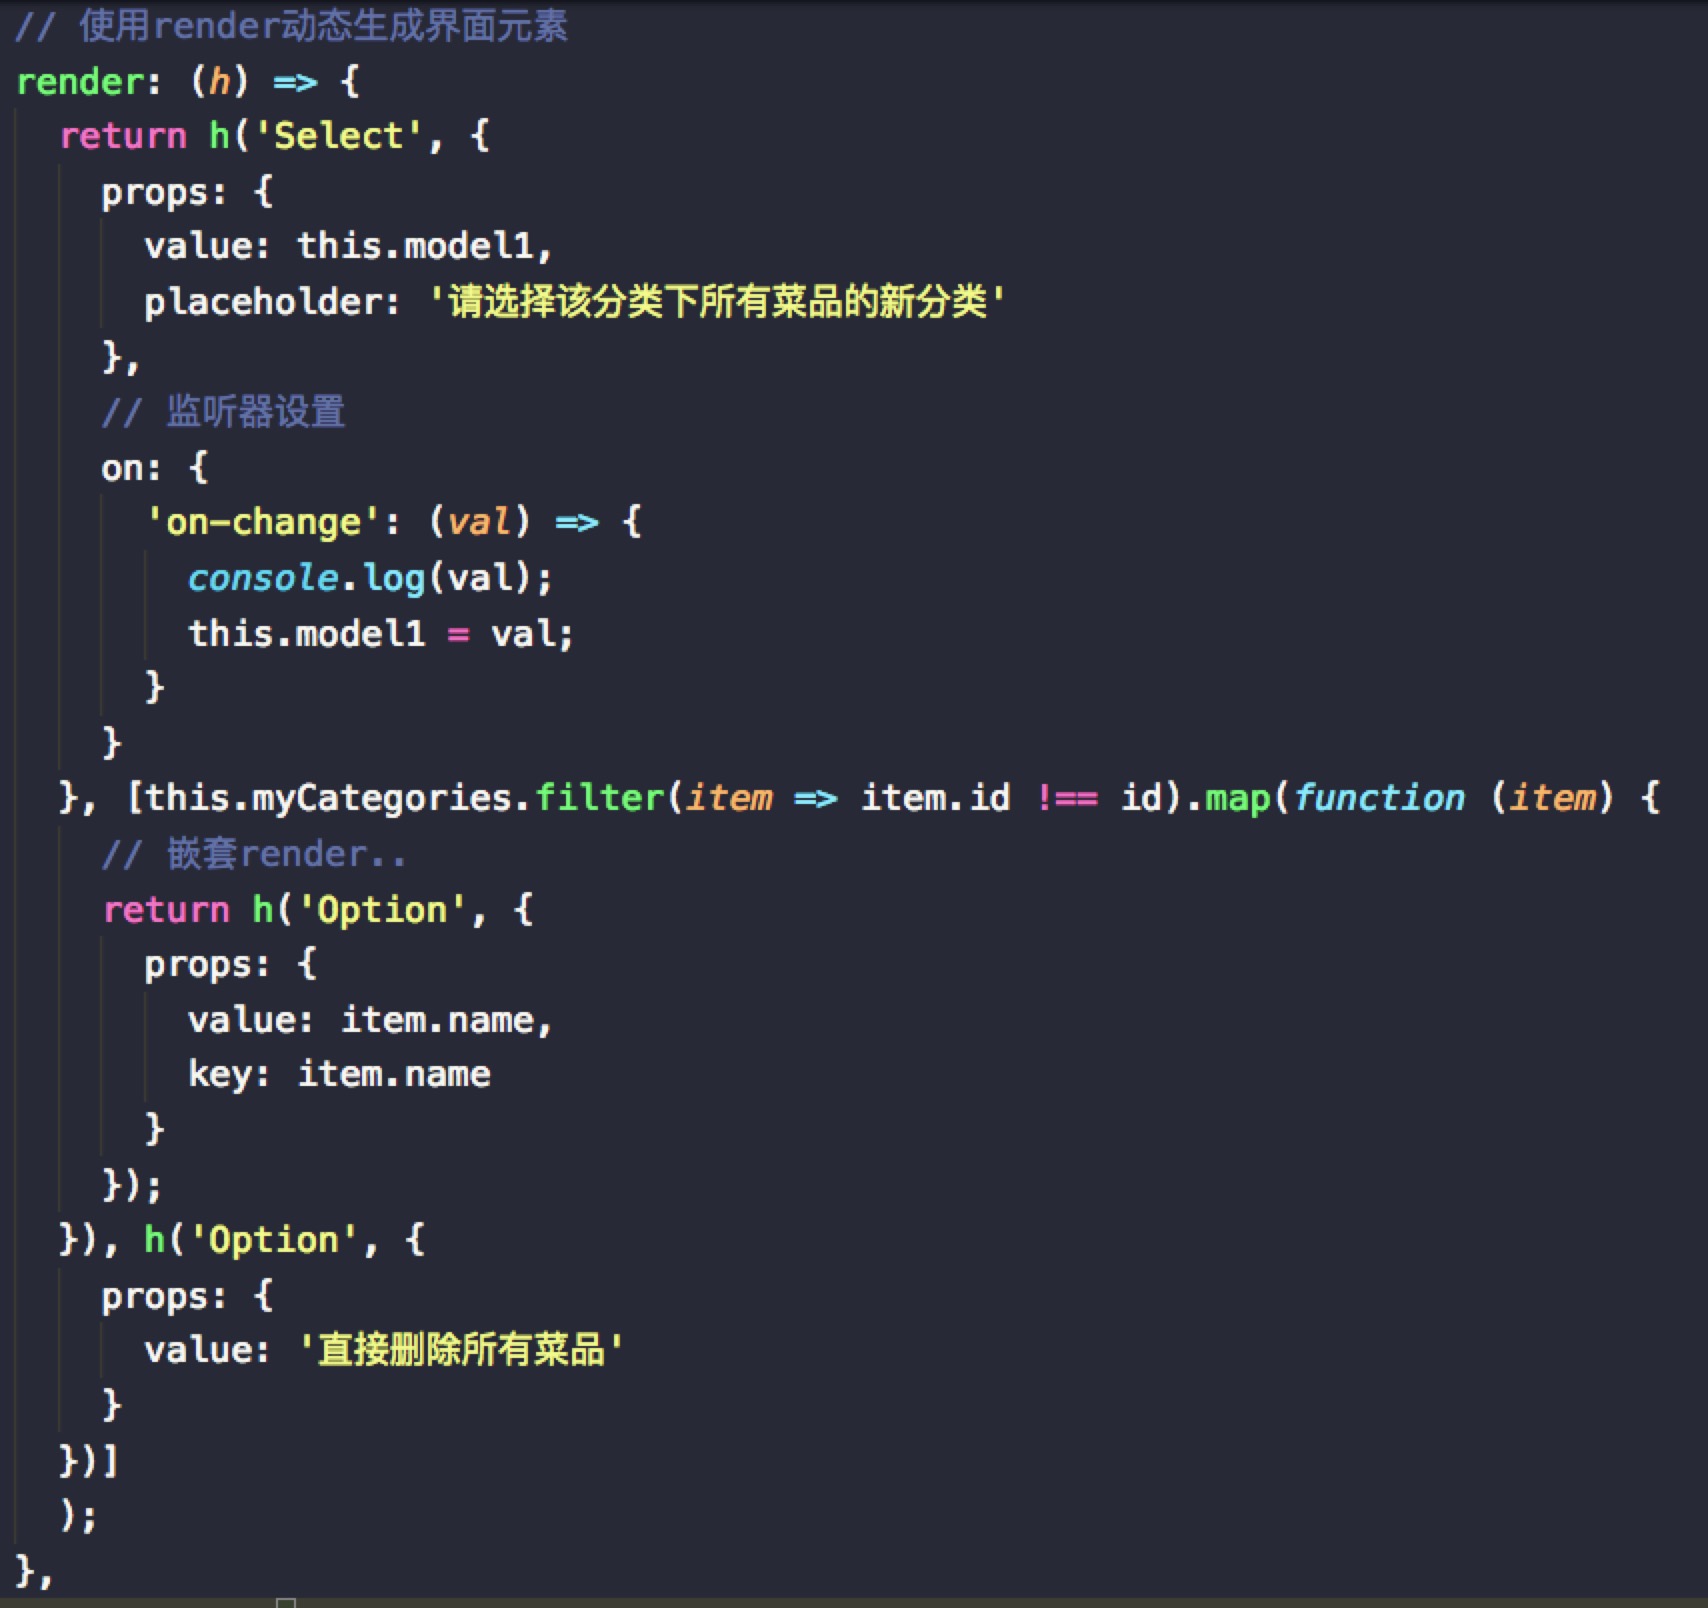 // 使用render动态生成界面元素
render: (h) => {
  return h('Select', {
    props: {
      value: this.model1,
      placeholder: '请选择该分类下所有菜品的新分类'
    },
    // 监听器设置
    on: {
      'on-change': (val) => {
        console.log(val);
        this.model1 = val;
      }
    }
  }, [this.myCategories.filter(item => item.id !== id).map(function (item) {
    // 嵌套render..
    return h('Option', {
      props: {
        value: item.name,
        key: item.name
      }
    });
  }), h('Option', {
    props: {
      value: '直接删除所有菜品'
    }
  })]
  );
},